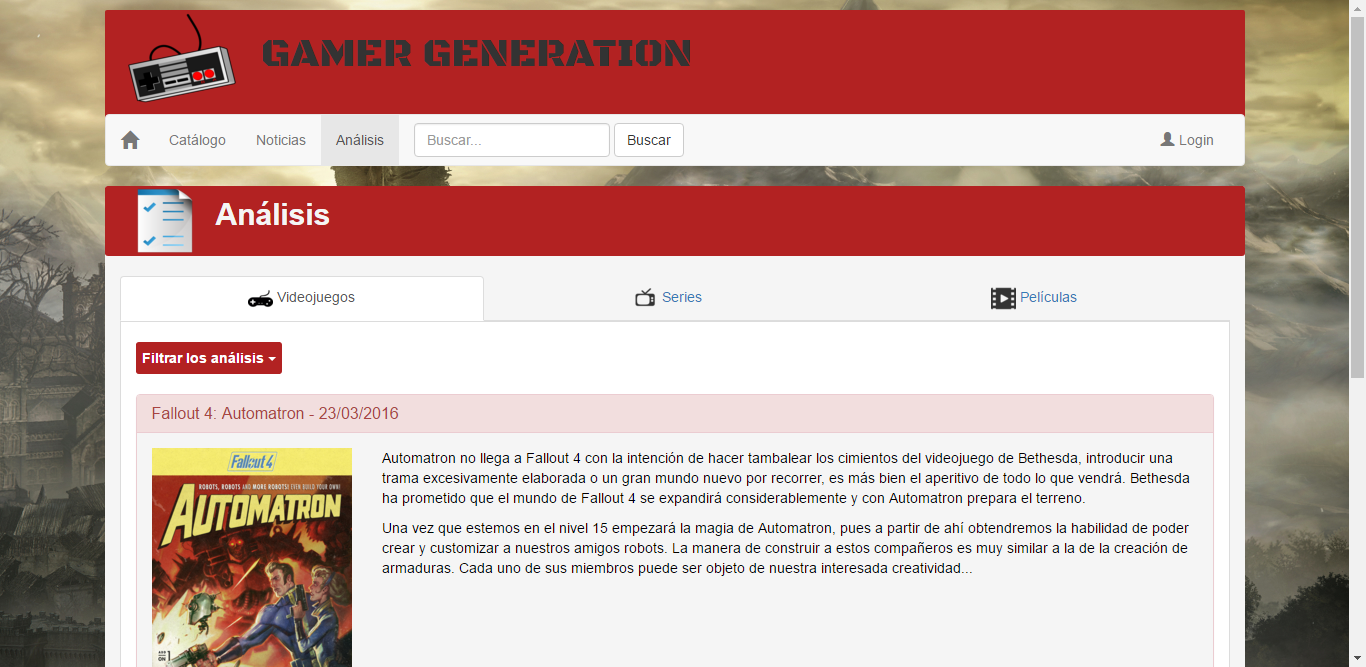 GAMER GENERATION
Catálogo Noticias Análisis Buscar... Buscar Login
Análisis
Videojuegos Series Películas
Filtrar los análisis
Fallout 4: Automatron - 23/03/2016
Fallout 4
ROBOTS, ROBOTS AND MORE ROBOTS! EVEN BUILD YOUR OWN!
AUTOMATRON
ADD
ON 1
Automatron no llega a Fallout 4 con la intención de hacer tambalear los cimientos del videojuego de Bethesda, introducir una
trama excesivamente elaborada o un gran mundo nuevo por recorrer, es más bien el aperitivo de todo lo que vendrá. Bethesda
ha prometido que el mundo de Fallout 4 se expandirá considerablemente y con Automatron prepara el terreno.
Una vez que estemos en el nivel 15 empezará la magia de Automatron, pues a partir de ahí obtendremos la habilidad de poder
crear y customizar a nuestros amigos robots. La manera de construir a estos compañeros es muy similar a la de la creación de
armaduras. Cada uno de sus miembros puede ser objeto de nuestra interesada creatividad...